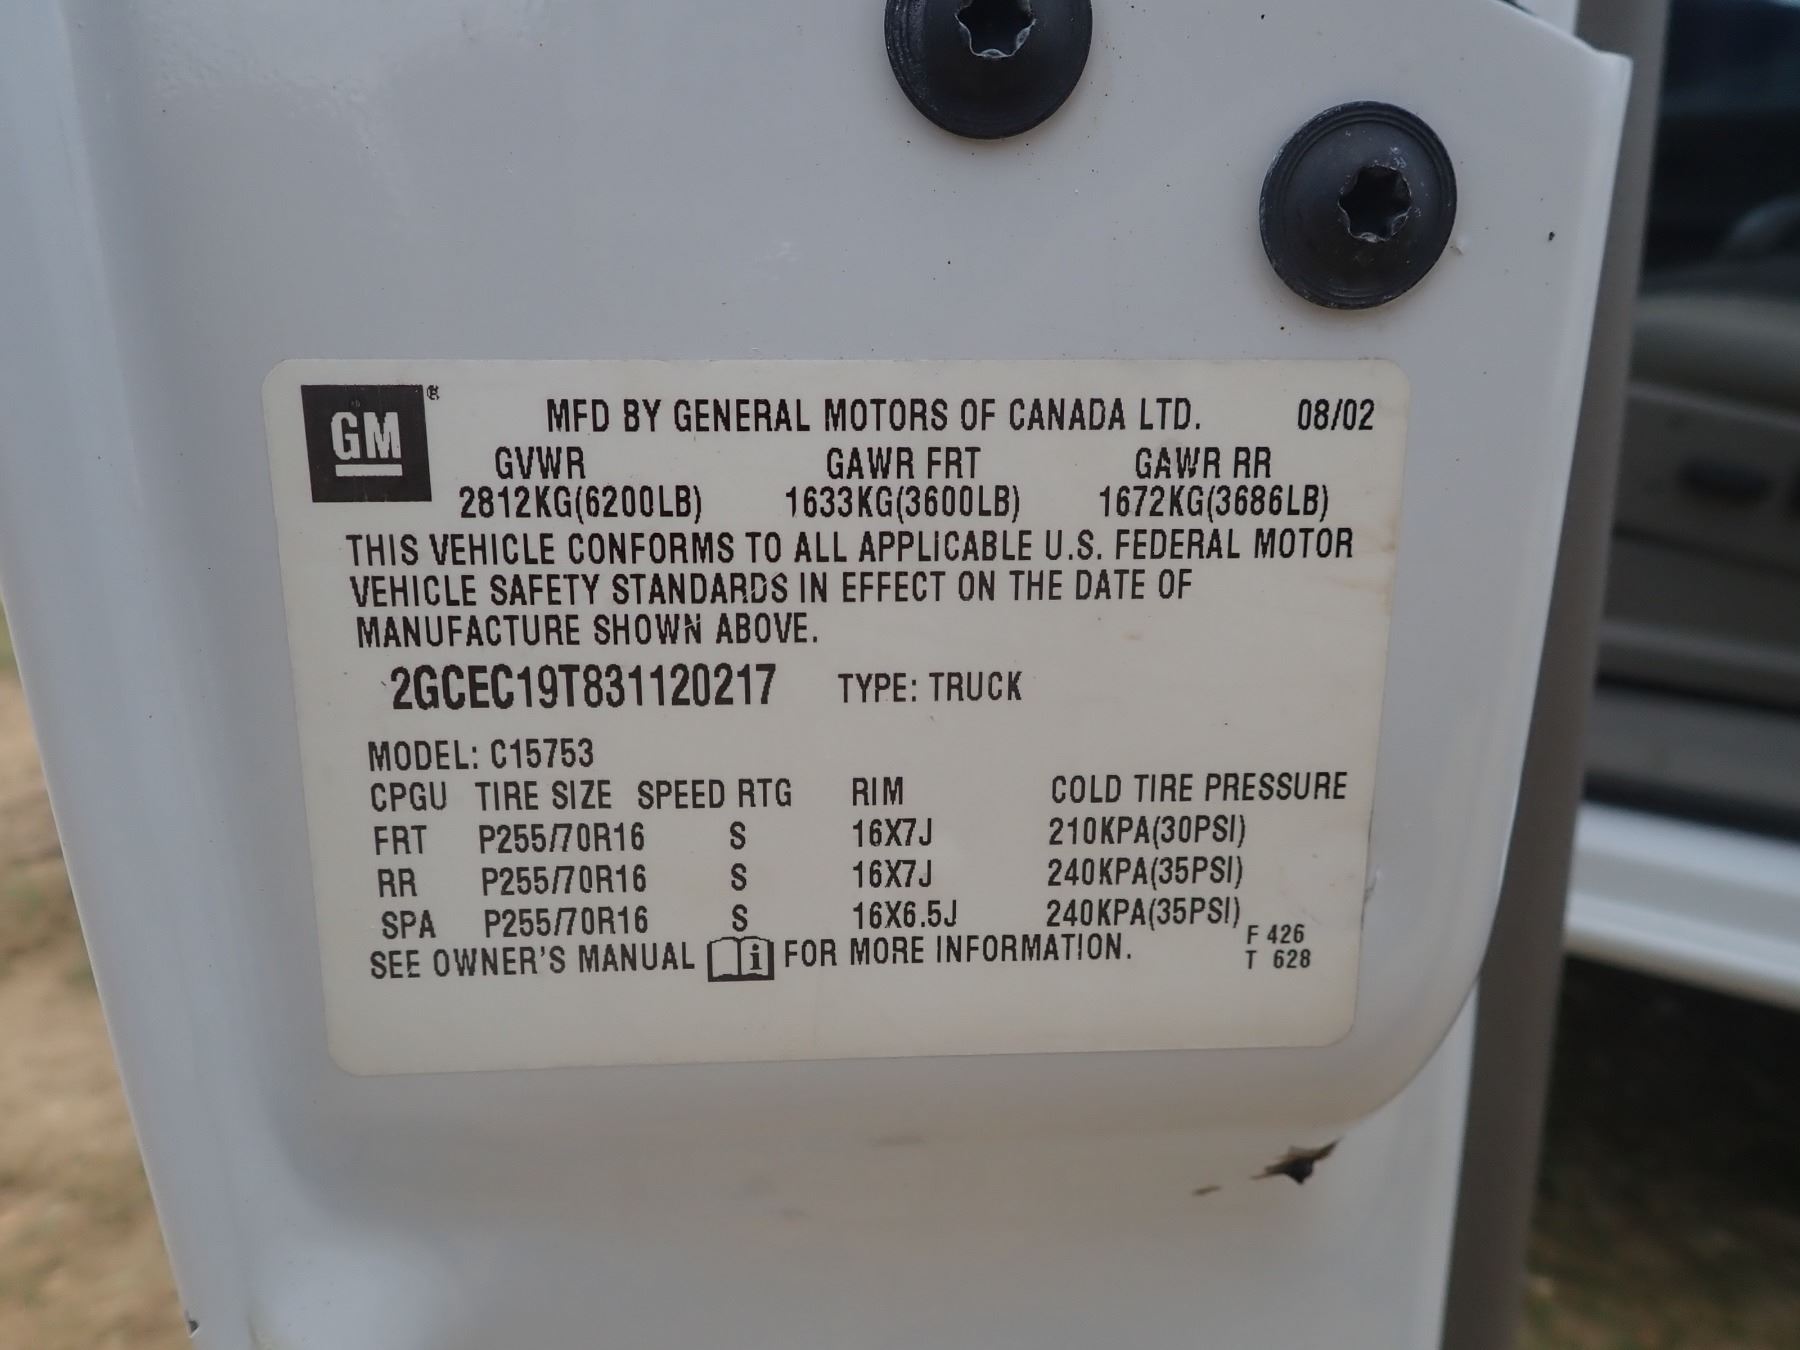 GM®
MFD BY GENERAL MOTORS OF CANADA LTD. 08/02
GVWR GAWR FRT GAWR RR
2812KG(6200LB) 1633KG(3600LB) 1672KG(3686LB)
THIS VEHICLE CONFORMS TO ALL APPLICABLE U.S. FEDERAL MOTOR
VEHICLE SAFETY STANDARDS IN EFFECT ON THE DATE OF
MANUFACTURE SHOWN ABOVE.
2GCEC19T831120217 TYPE: TRUCK
MODEL: C15753
CPGU TIRE SIZE SPEED RTG RIM COLD TIRE PRESSURE
FRT P255/70R16 S 16X7J 210KPA(30PSI)
RR P255/70R16 S 16X7J 240KPA(35PSI)
SPA P255/70R16 S 16X6.5J 240KPA(35PSI)
SEE OWNER'S MANUAL i FOR MORE INFORMATION.
F 426
T 628